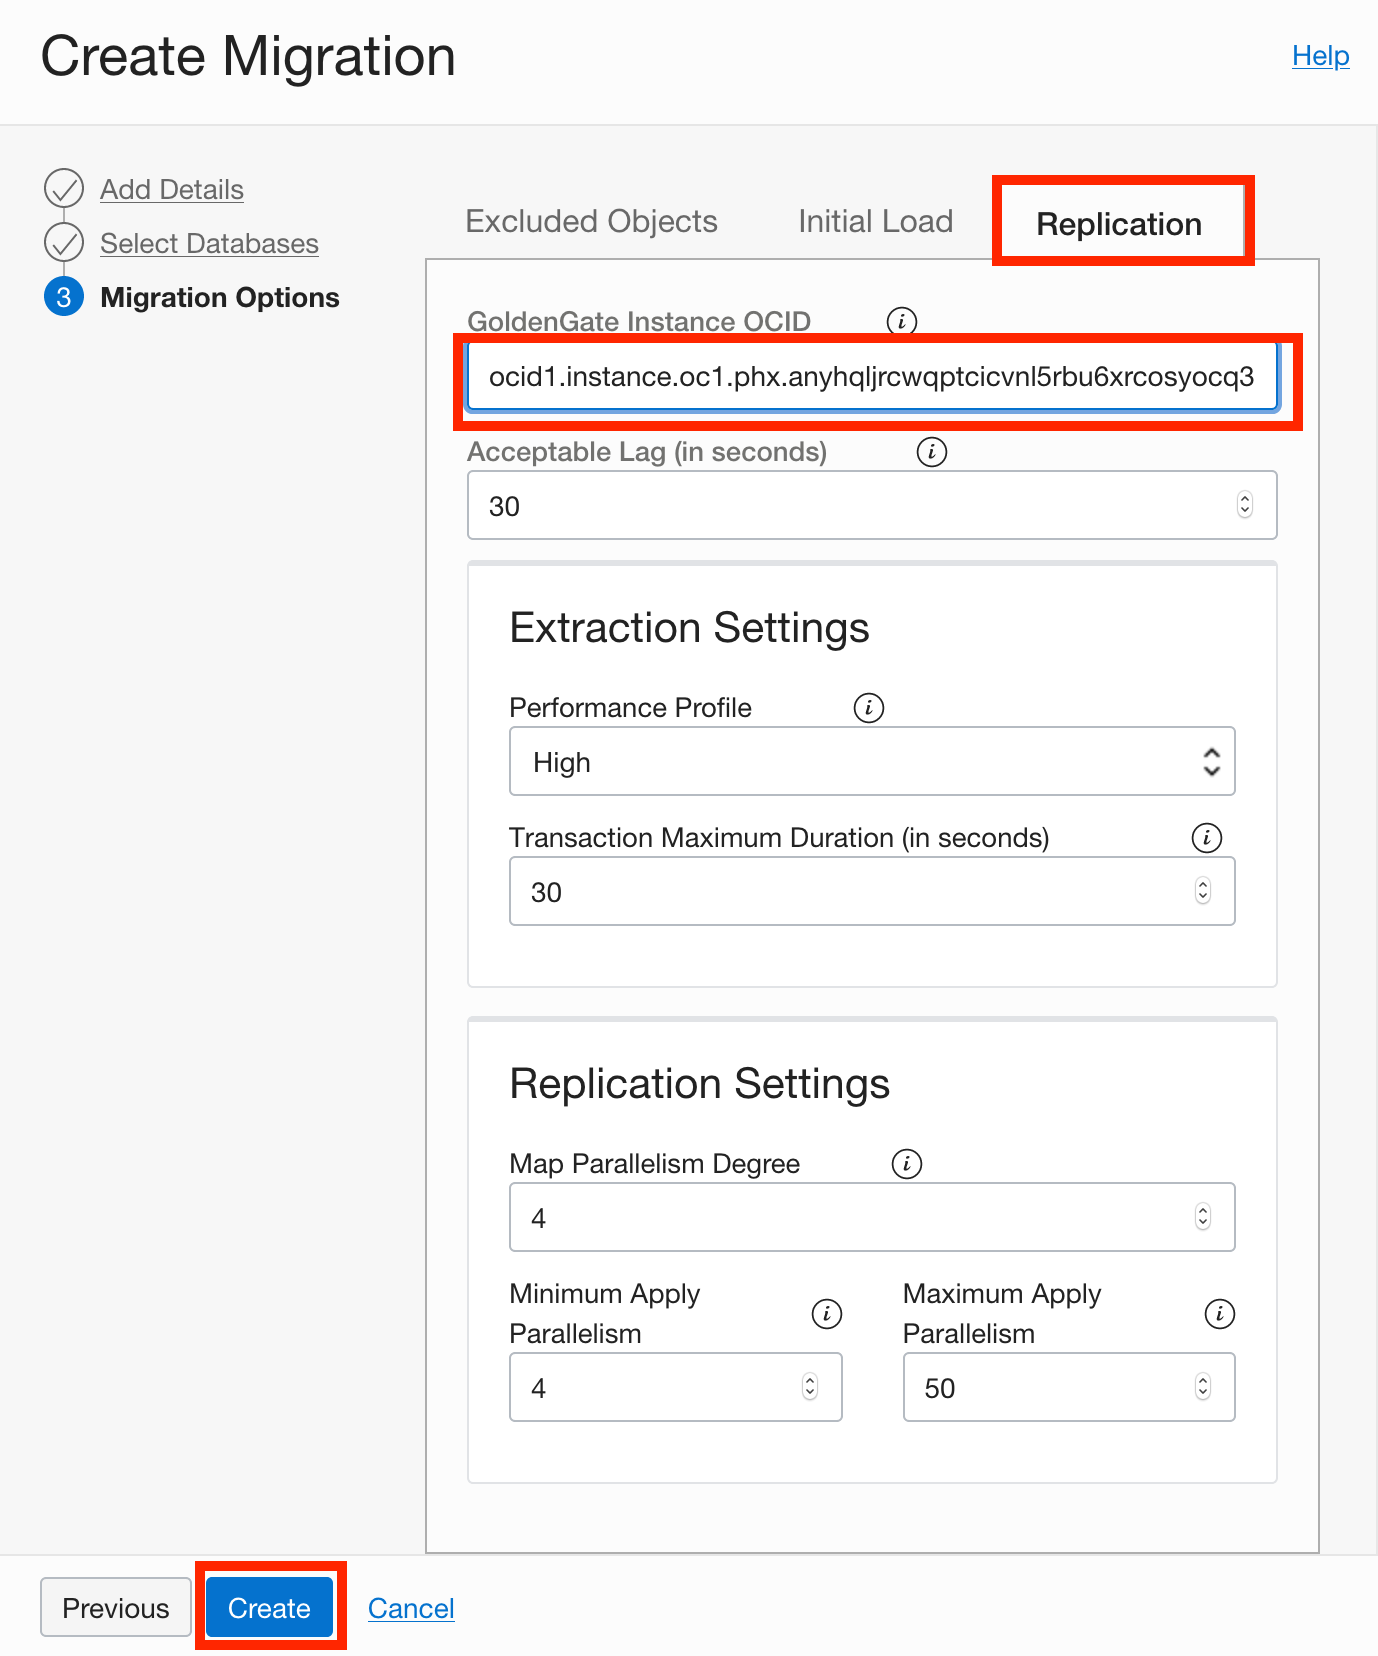 Create Migration
Help
Add Details
Select Databases
3 Migration Options
Excluded Objects Initial Load Replication
GoldenGate Instance OCID
ocid1.instance.oc1.phx.anyhqljrcwqptcicvnl5rbu6xrcosyocq3
Acceptable Lag (in seconds)
30
Extraction Settings
Performance Profile
High
Transaction Maximum Duration (in seconds)
30
Replication Settings
Map Parallelism Degree
4
Minimum Apply
Parallelism
4
Maximum Apply
Parallelism
50
Previous Create Cancel